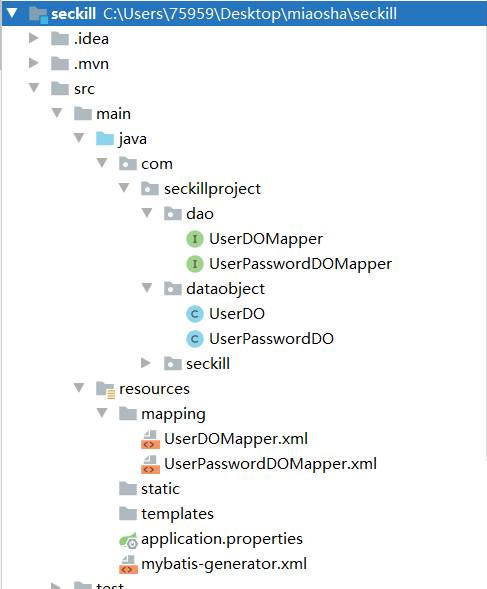 seckill C:\Users\75959\Desktop\miaosha\seckill
.idea
.mvn
src
main
java
com
seckillproject
dao
I UserDOMapper
I UserPasswordDOMapper
dataobject
C UserDO
C UserPasswordDO
seckill
resources
mapping
UserDOMapper.xml
UserPasswordDOMapper.xml
static
templates
application.properties
mybatis-generator.xml
test